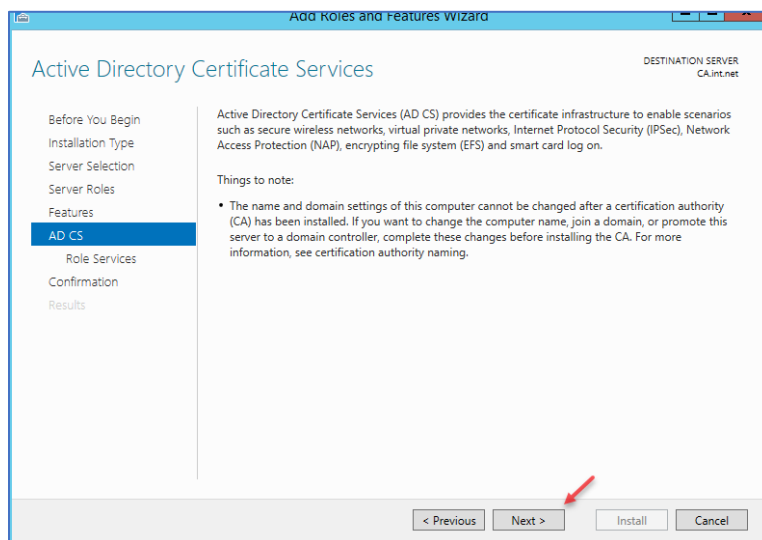 Add Roles and Features Wizard
Active Directory Certificate Services
DESTINATION SERVER
CA.int.net
Before You Begin
Installation Type
Server Selection
Server Roles
Features
AD CS
Role Services
Confirmation
Results
Active Directory Certificate Services (AD CS) provides the certificate infrastructure to enable scenarios
such as secure wireless networks, virtual private networks, Internet Protocol Security (IPSec), Network
Access Protection (NAP), encrypting file system (EFS) and smart card log on.
Things to note:
• The name and domain settings of this computer cannot be changed after a certification authority
(CA) has been installed. If you want to change the computer name, join a domain, or promote this
server to a domain controller, complete these changes before installing the CA. For more
information, see certification authority naming.
< Previous
Next >
Install
Cancel